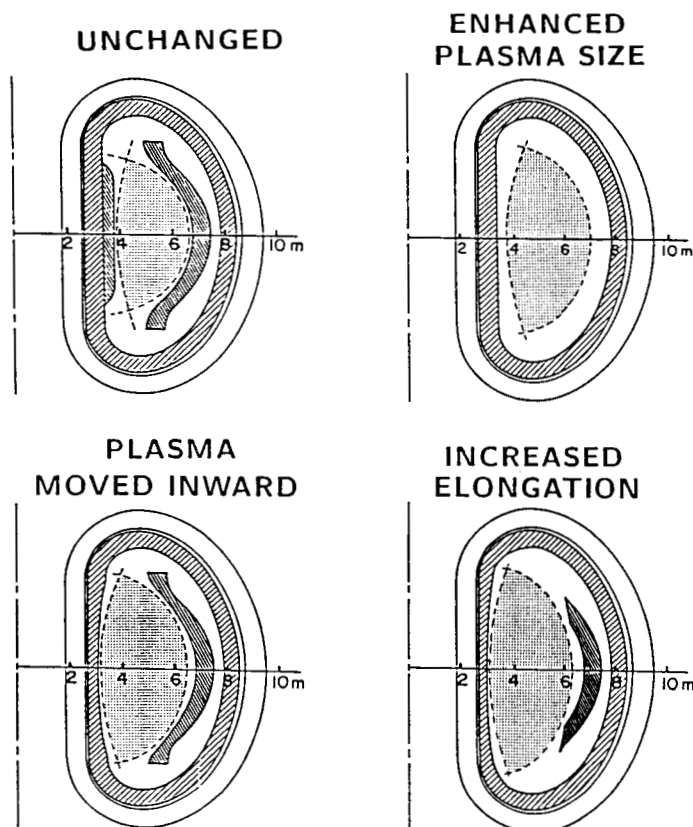 UNCHANGED
ENHANCED
PLASMA SIZE
2 4 6 8 10 m
2 4 6 8 10 m
PLASMA
MOVED INWARD
INCREASED
ELONGATION
2 4 6 8 10 m
2 4 6 8 10 m